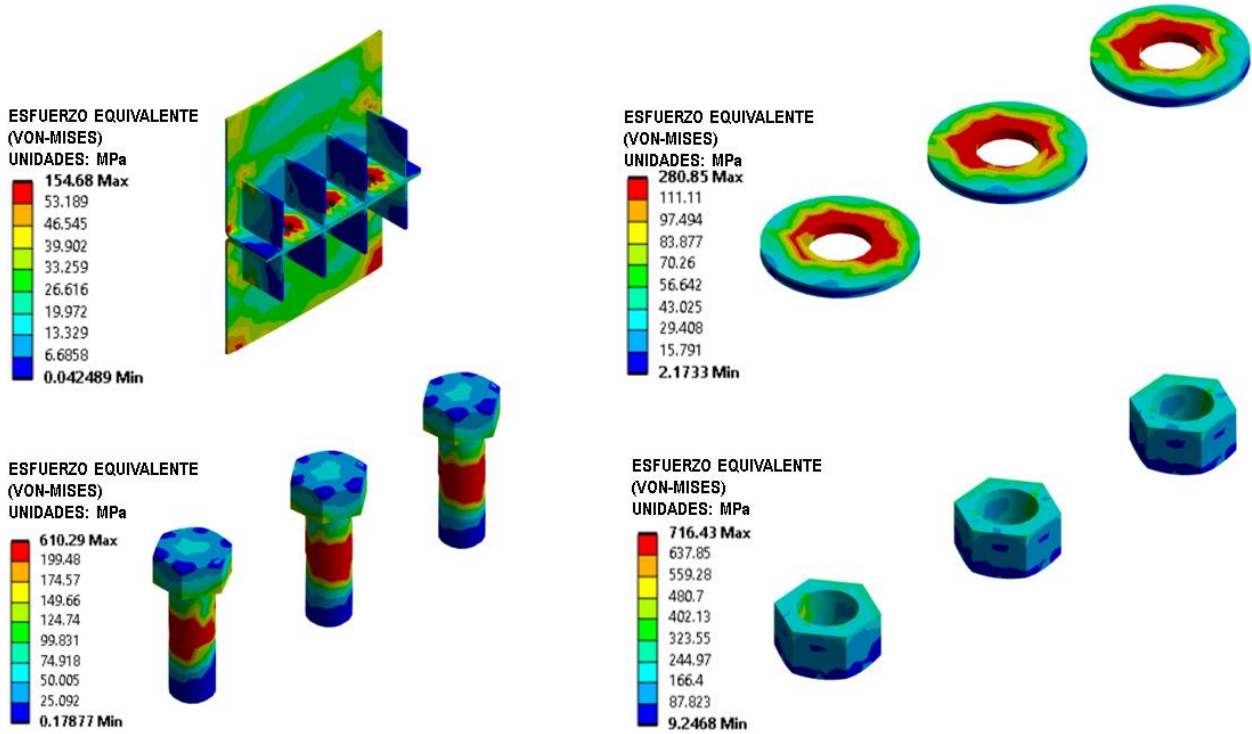 ESFUERZO EQUIVALENTE
(VON-MISES)
UNIDADES: MPa
154.68 Max
53.189
46.545
39.902
33.259
26.616
19.972
13.329
6.6858
0.042489 Min
ESFUERZO EQUIVALENTE
(VON-MISES)
UNIDADES: MPa
280.85 Max
111.11
97.494
83.877
70.26
56.642
43.025
29.408
15.791
2.1733 Min
ESFUERZO EQUIVALENTE
(VON-MISES)
UNIDADES: MPa
610.29 Max
199.48
174.57
149.66
124.74
99.831
74.918
50.005
25.092
0.17877 Min
ESFUERZO EQUIVALENTE
(VON-MISES)
UNIDADES: MPa
716.43 Max
637.85
559.28
480.7
402.13
323.55
244.97
166.4
87.823
9.2468 Min